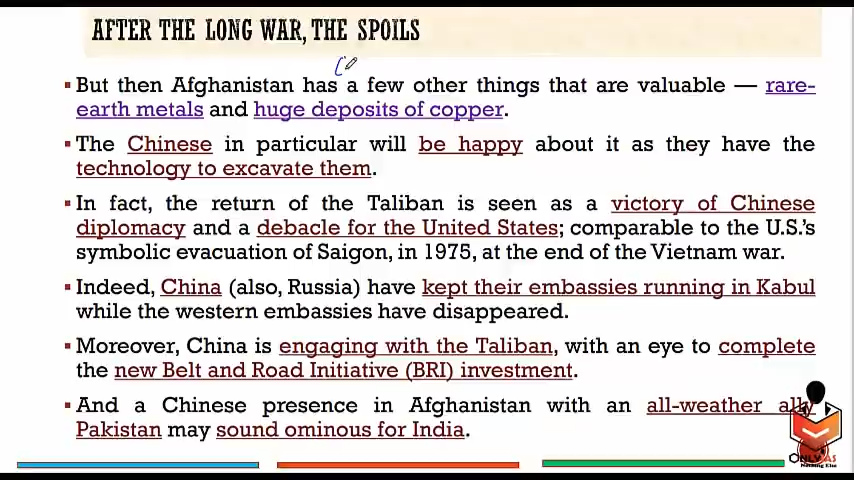 AFTER THE LONG WAR, THE SPOILS
▪But then Afghanistan has a few other things that are valuable — rare-
earth metals and huge deposits of copper.
▪The Chinese in particular will be happy about it as they have the
technology to excavate them.
▪In fact, the return of the Taliban is seen as a victory of Chinese
diplomacy and a debacle for the United States; comparable to the U.S.'s
symbolic evacuation of Saigon, in 1975, at the end of the Vietnam war.
▪Indeed, China (also, Russia) have kept their embassies running in Kabul
while the western embassies have disappeared.
▪Moreover, China is engaging with the Taliban, with an eye to complete
the new Belt and Road Initiative (BRI) investment.
▪And a Chinese presence in Afghanistan with an all-weather ally
Pakistan may sound ominous for India.
ONLY IAS
Nothing Else